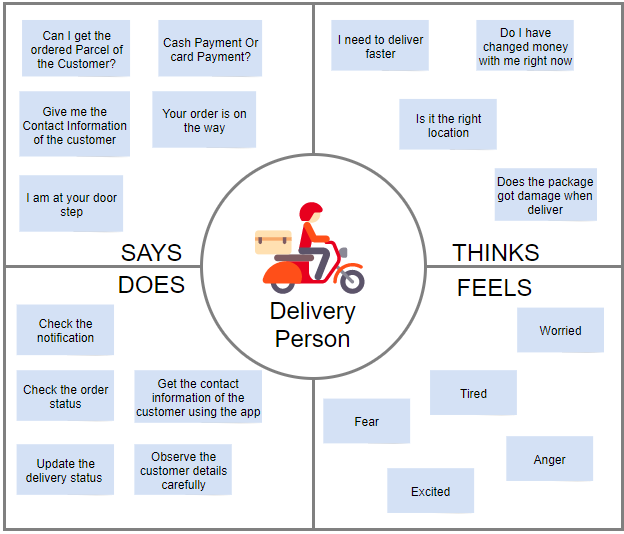 Can I get the
ordered Parcel of
the Customer?
Cash Payment Or
card Payment?
Give me the
Contact Information
of the customer
Your order is on
the way
I am at your door
step
SAYS
I need to deliver
faster
Do I have
changed money
with me right now
Is it the right
location
Does the package
got damage when
deliver
THINKS
Delivery
Person
DOES
Check the
notification
Check the order
status
Get the contact
information of the
customer using the app
Update the
delivery status
Observe the
customer details
carefully
FEELS
Worried
Tired
Fear
Anger
Excited